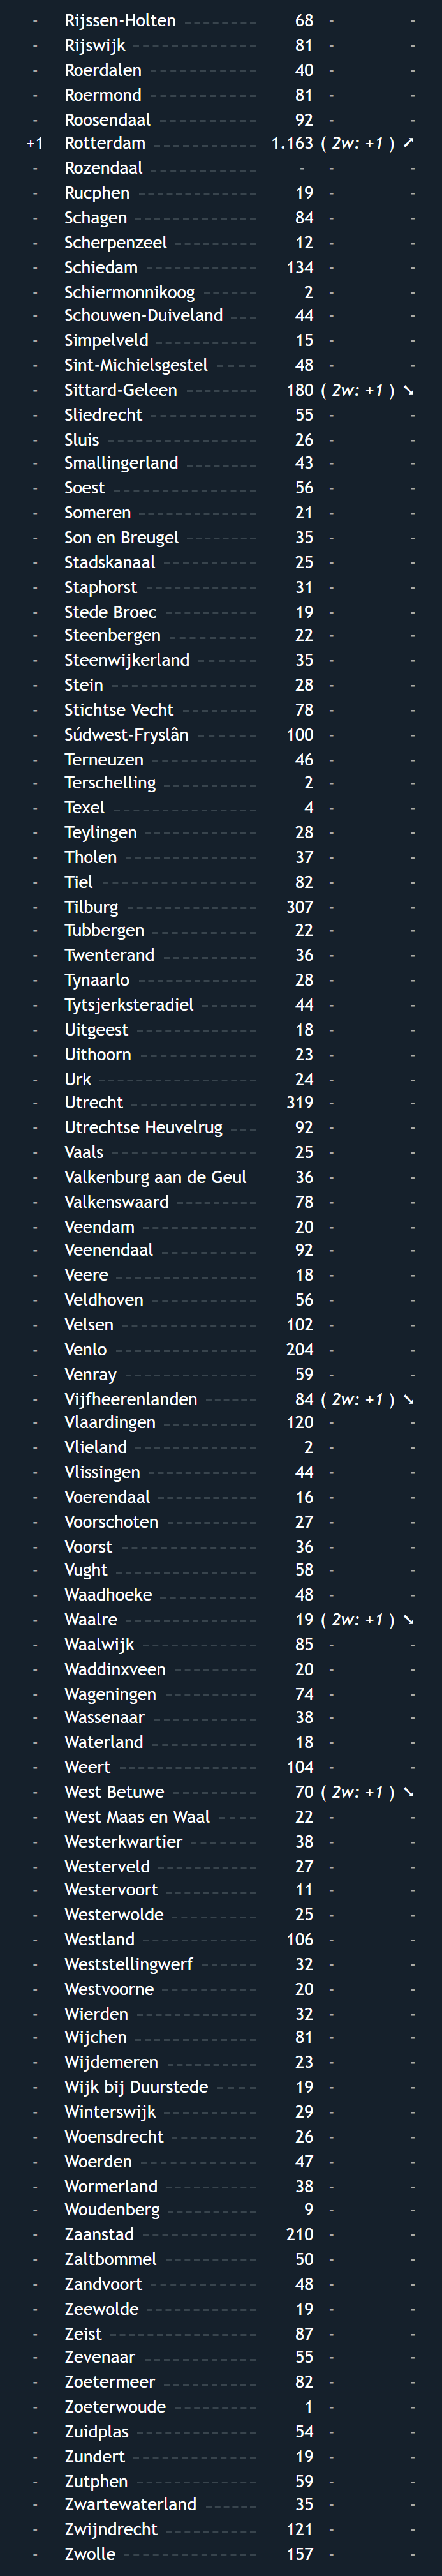 - Rijssen-Holten 68 - -
- Rijswijk 81 - -
- Roerdalen 40 - -
- Roermond 81 - -
- Roosendaal 92 - -
+1 Rotterdam 1.163 ( 2w: +1 ) ➚
- Rozendaal - - -
- Rucphen 19 - -
- Schagen 84 - -
- Scherpenzeel 12 - -
- Schiedam 134 - -
- Schiermonnikoog 2 - -
- Schouwen-Duiveland 44 - -
- Simpelveld 15 - -
- Sint-Michielsgestel 48 - -
- Sittard-Geleen 180 ( 2w: +1 ) ➘
- Sliedrecht 55 - -
- Sluis 26 - -
- Smallingerland 43 - -
- Soest 56 - -
- Someren 21 - -
- Son en Breugel 35 - -
- Stadskanaal 25 - -
- Staphorst 31 - -
- Stede Broec 19 - -
- Steenbergen 22 - -
- Steenwijkerland 35 - -
- Stein 28 - -
- Stichtse Vecht 78 - -
- Súdwest-Fryslân 100 - -
- Terneuzen 46 - -
- Terschelling 2 - -
- Texel 4 - -
- Teylingen 28 - -
- Tholen 37 - -
- Tiel 82 - -
- Tilburg 307 - -
- Tubbergen 22 - -
- Twenterand 36 - -
- Tynaarlo 28 - -
- Tytsjerksteradiel 44 - -
- Uitgeest 18 - -
- Uithoorn 23 - -
- Urk 24 - -
- Utrecht 319 - -
- Utrechtse Heuvelrug 92 - -
- Vaals 25 - -
- Valkenburg aan de Geul 36 - -
- Valkenswaard 78 - -
- Veendam 20 - -
- Veenendaal 92 - -
- Veere 18 - -
- Veldhoven 56 - -
- Velsen 102 - -
- Venlo 204 - -
- Venray 59 - -
- Vijfheerenlanden 84 ( 2w: +1 ) ➘
- Vlaardingen 120 - -
- Vlieland 2 - -
- Vlissingen 44 - -
- Voerendaal 16 - -
- Voorschoten 27 - -
- Voorst 36 - -
- Vught 58 - -
- Waadhoeke 48 - -
- Waalre 19 ( 2w: +1 ) ➘
- Waalwijk 85 - -
- Waddinxveen 20 - -
- Wageningen 74 - -
- Wassenaar 38 - -
- Waterland 18 - -
- Weert 104 - -
- West Betuwe 70 ( 2w: +1 ) ➘
- West Maas en Waal 22 - -
- Westerkwartier 38 - -
- Westerveld 27 - -
- Westervoort 11 - -
- Westerwolde 25 - -
- Westland 106 - -
- Weststellingwerf 32 - -
- Westvoorne 20 - -
- Wierden 32 - -
- Wijchen 81 - -
- Wijdemeren 23 - -
- Wijk bij Duurstede 19 - -
- Winterswijk 29 - -
- Woensdrecht 26 - -
- Woerden 47 - -
- Wormerland 38 - -
- Woudenberg 9 - -
- Zaanstad 210 - -
- Zaltbommel 50 - -
- Zandvoort 48 - -
- Zeewolde 19 - -
- Zeist 87 - -
- Zevenaar 55 - -
- Zoetermeer 82 - -
- Zoeterwoude 1 - -
- Zuidplas 54 - -
- Zundert 19 - -
- Zutphen 59 - -
- Zwartewaterland 35 - -
- Zwijndrecht 121 - -
- Zwolle 157 - -